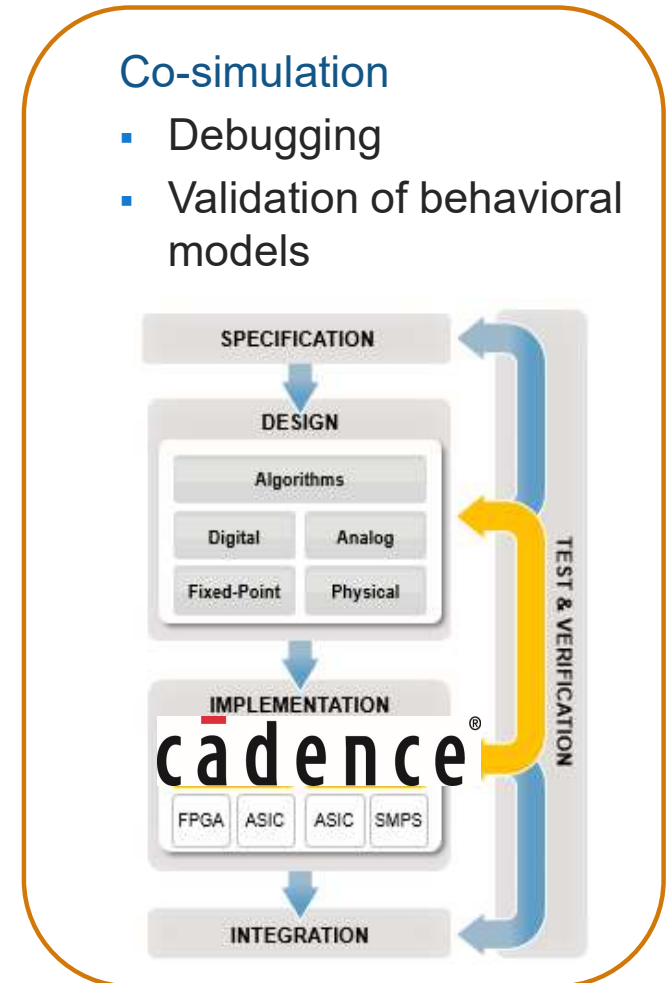 Co-simulation
▪ Debugging
▪ Validation of behavioral
models
SPECIFICATION
DESIGN
Algorithms
Digital Analog
Fixed-Point Physical
IMPLEMENTATION
cādence®
FPGA ASIC ASIC SMPS
INTEGRATION
TEST & VERIFICATION